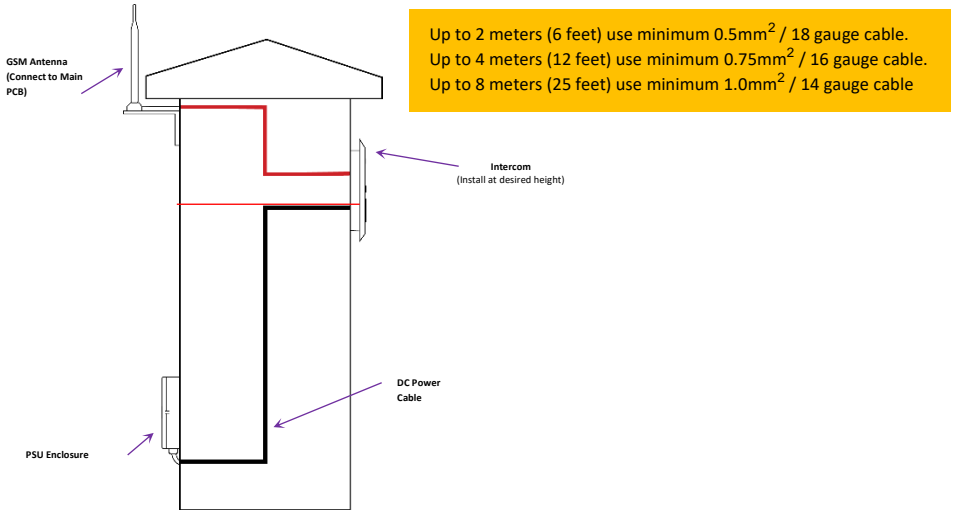 GSM Antenna
(Connect to Main
PCB)
Up to 2 meters (6 feet) use minimum 0.5mm² / 18 gauge cable.
Up to 4 meters (12 feet) use minimum 0.75mm² / 16 gauge cable.
Up to 8 meters (25 feet) use minimum 1.0mm² / 14 gauge cable
Intercom
(Install at desired height)
DC Power
Cable
PSU Enclosure